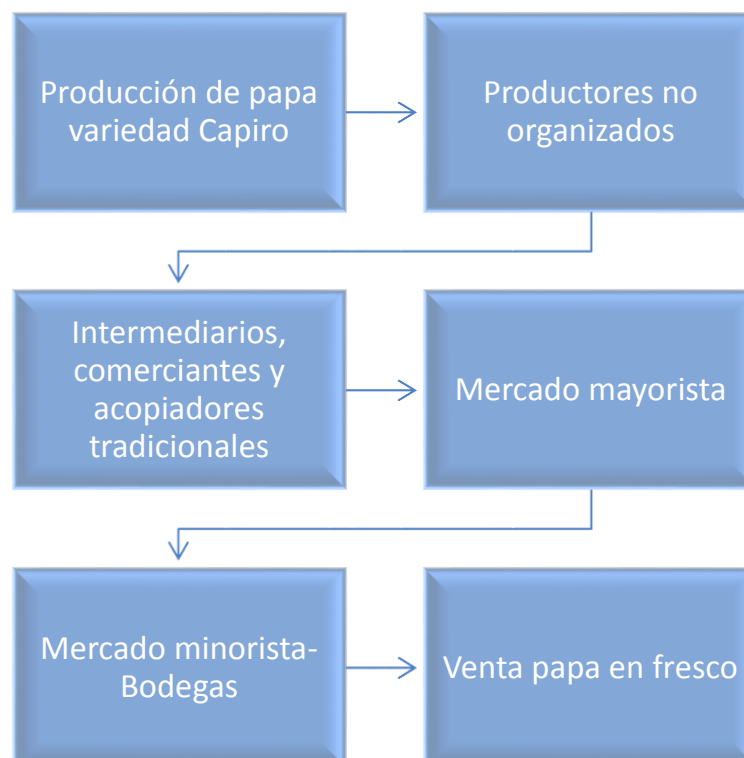 Producción de papa
variedad Capiro
Productores no
organizados
Intermediarios,
comerciantes y
acopiadores
tradicionales
Mercado mayorista
Mercado minorista-
Bodegas
Venta papa en fresco